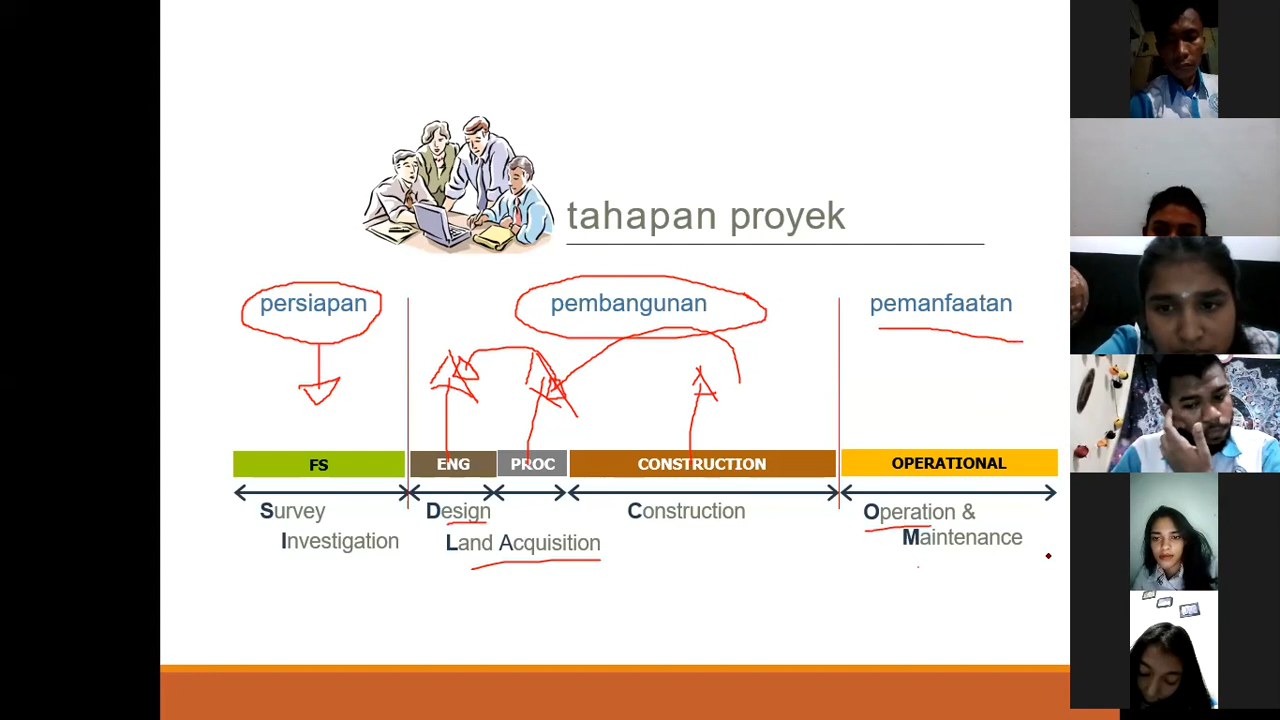 tahapan proyek
persiapan
pembangunan
pemanfaatan
FS
ENG
PROC
CONSTRUCTION
OPERATIONAL
Survey
Investigation
Design
Land Acquisition
Construction
Operation &
Maintenance